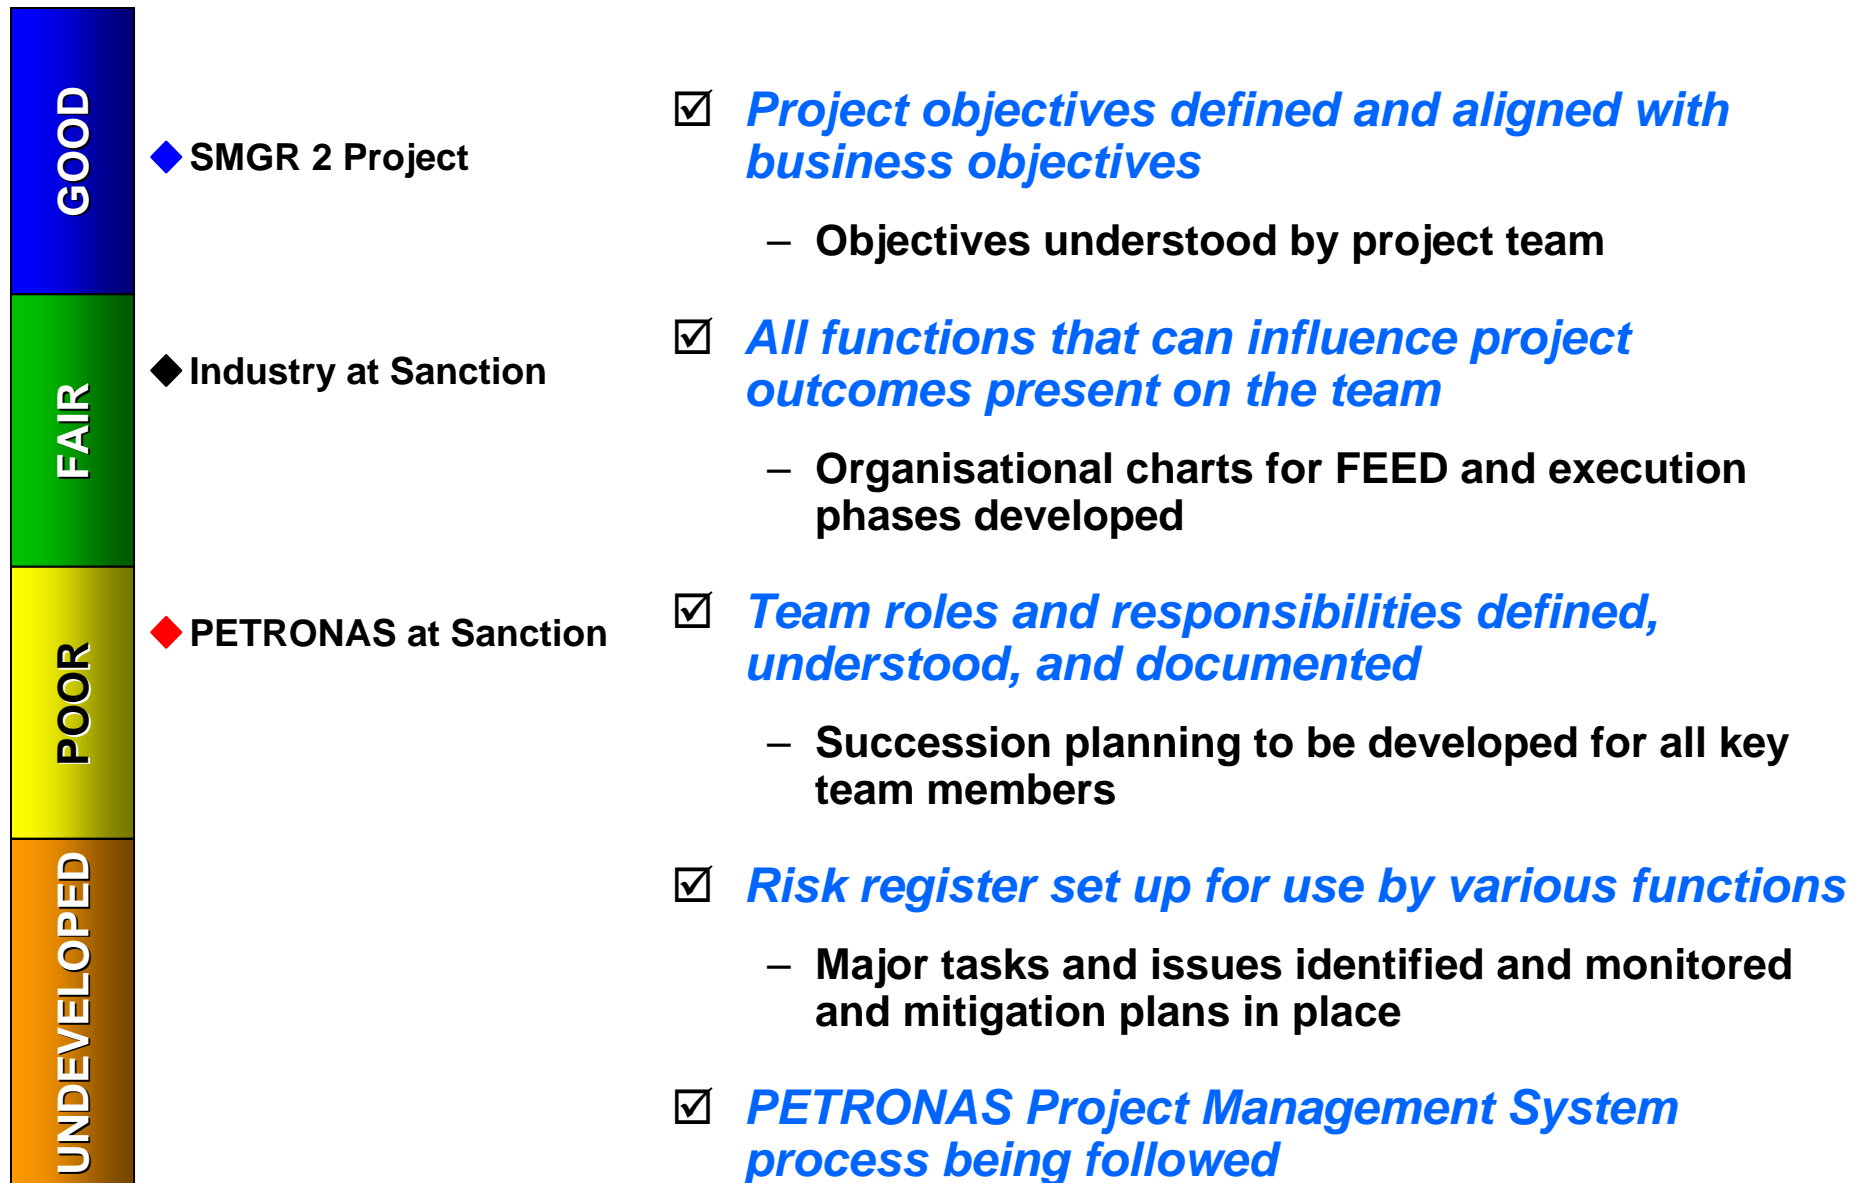 GOOD
FAIR
POOR
UNDEVELOPED
SMGR 2 Project
Industry at Sanction
PETRONAS at Sanction
☑ Project objectives defined and aligned with
business objectives
– Objectives understood by project team
☑ All functions that can influence project
outcomes present on the team
– Organisational charts for FEED and execution
phases developed
☑ Team roles and responsibilities defined,
understood, and documented
– Succession planning to be developed for all key
team members
☑ Risk register set up for use by various functions
– Major tasks and issues identified and monitored
and mitigation plans in place
☑ PETRONAS Project Management System
process being followed